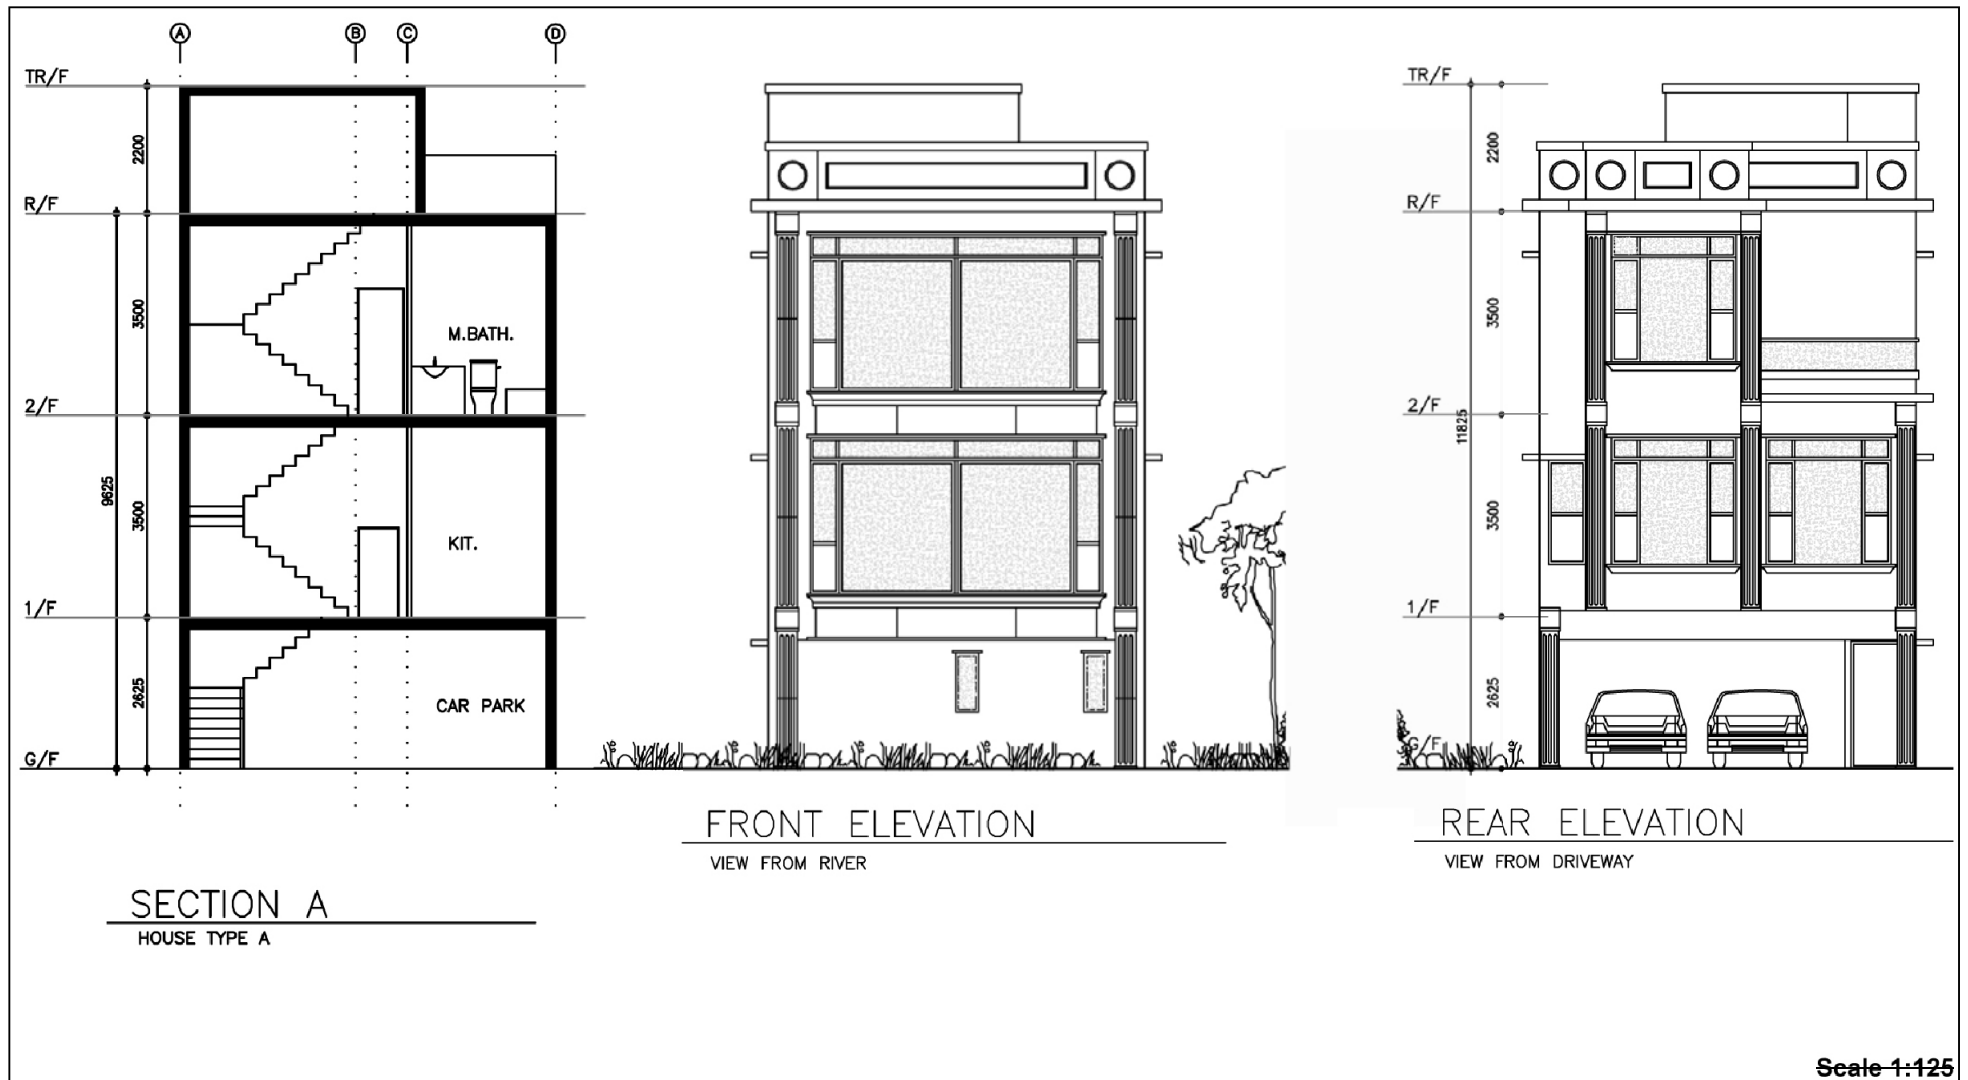 A B C D
TR/F
2200
R/F
3500
M.BATH.
2/F
9625
3500
KIT.
1/F
2625
CAR PARK
G/F
SECTION A
HOUSE TYPE A
FRONT ELEVATION
VIEW FROM RIVER
TR/F
2200
R/F
3500
2/F
11825
3500
1/F
2625
G/F
REAR ELEVATION
VIEW FROM DRIVEWAY
Scale 1:125